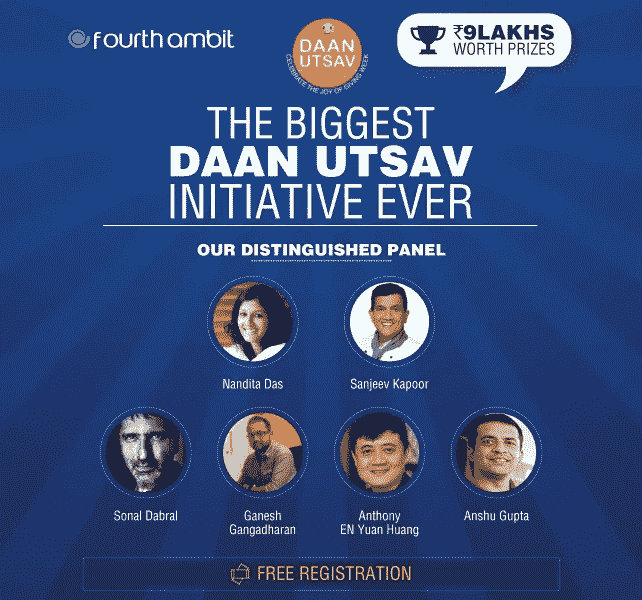 fourth ambit
DAAN
UTSAV
CELEBRATE THE JOY OF GIVING WEEK
₹9LAKHS
WORTH PRIZES
THE BIGGEST
DAAN UTSAV
INITIATIVE EVER
OUR DISTINGUISHED PANEL
Nandita Das
Sanjeev Kapoor
Sonal Dabral
Ganesh
Gangadharan
Anthony
EN Yuan Huang
Anshu Gupta
FREE REGISTRATION